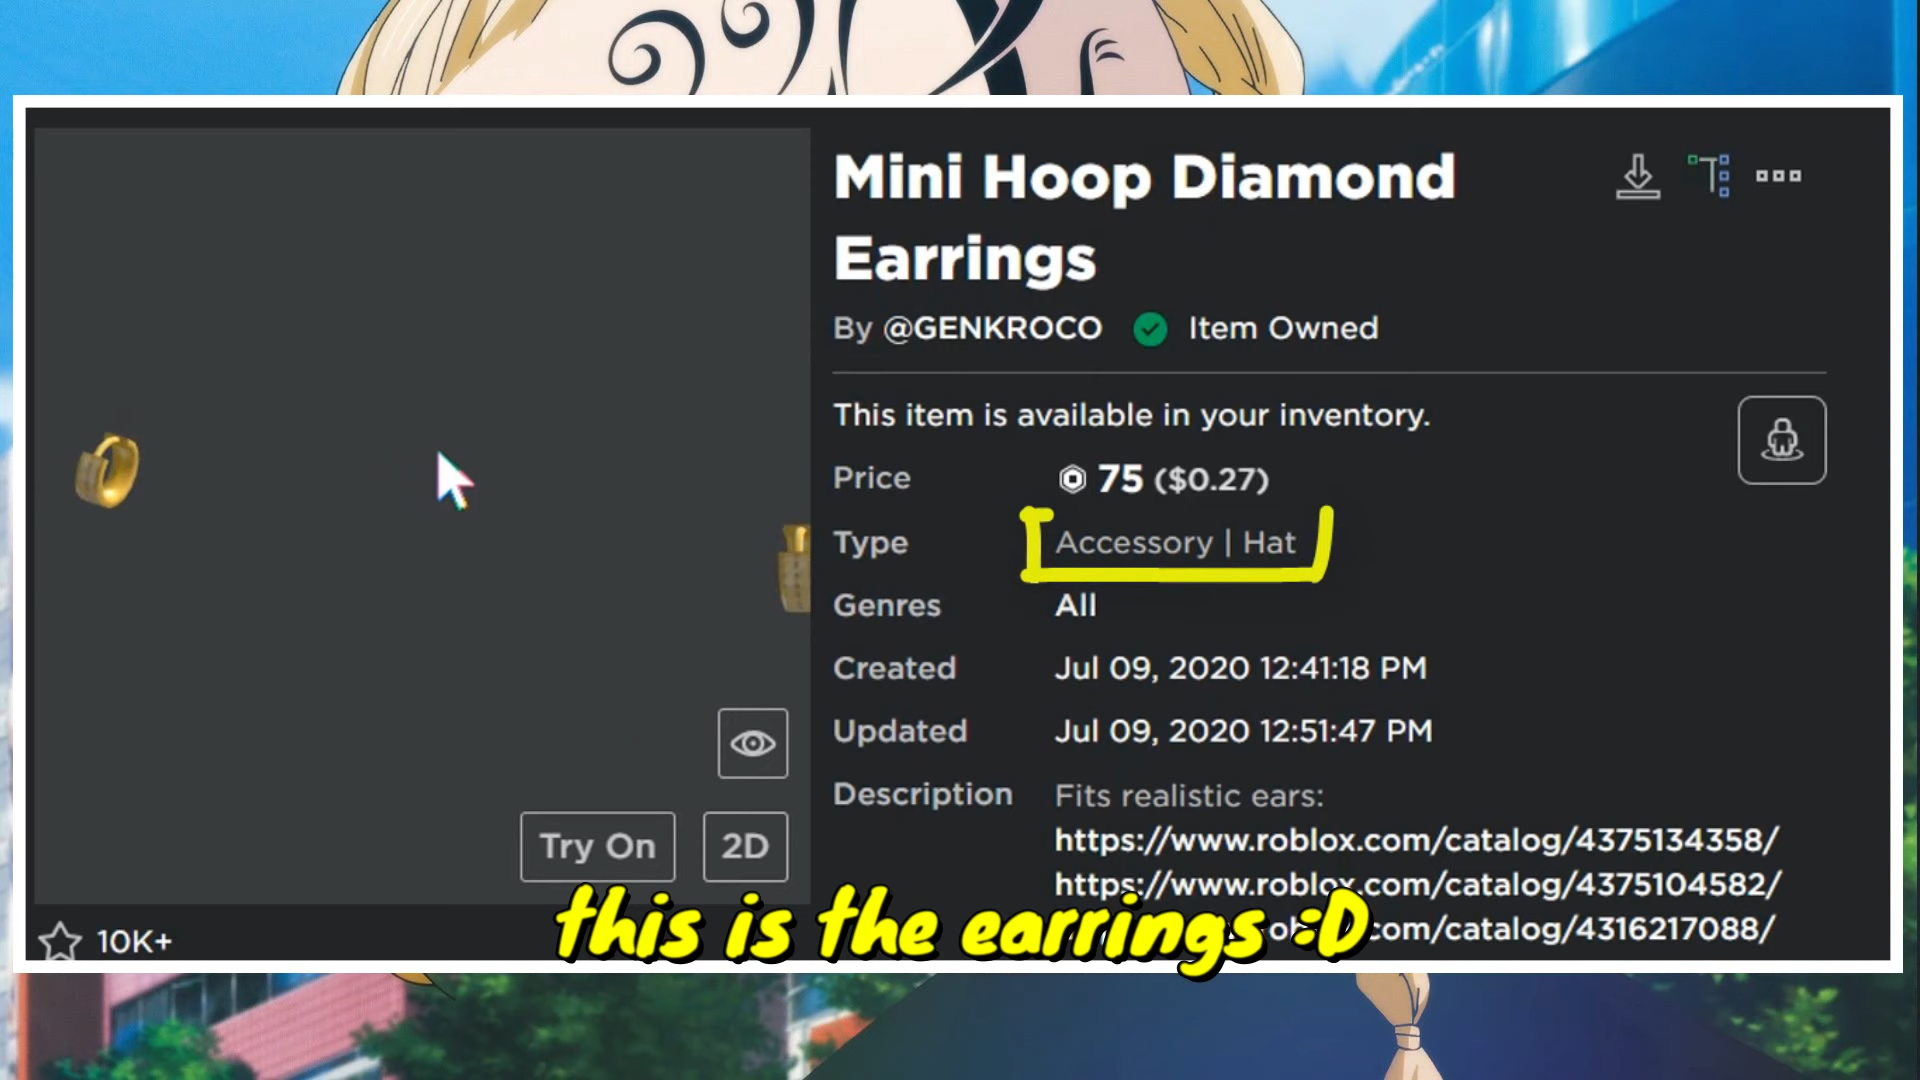 Mini Hoop Diamond
Earrings
By @GENKROCO Item Owned
This item is available in your inventory.
Price 75 ($0.27)
Type Accessory | Hat
Genres All
Created Jul 09, 2020 12:41:18 PM
Updated Jul 09, 2020 12:51:47 PM
Description Fits realistic ears:
https://www.roblox.com/catalog/4375134358/
https://www.roblox.com/catalog/4375104582/
.com/catalog/4316217088/
Try On 2D
10K+
this is the earrings :D